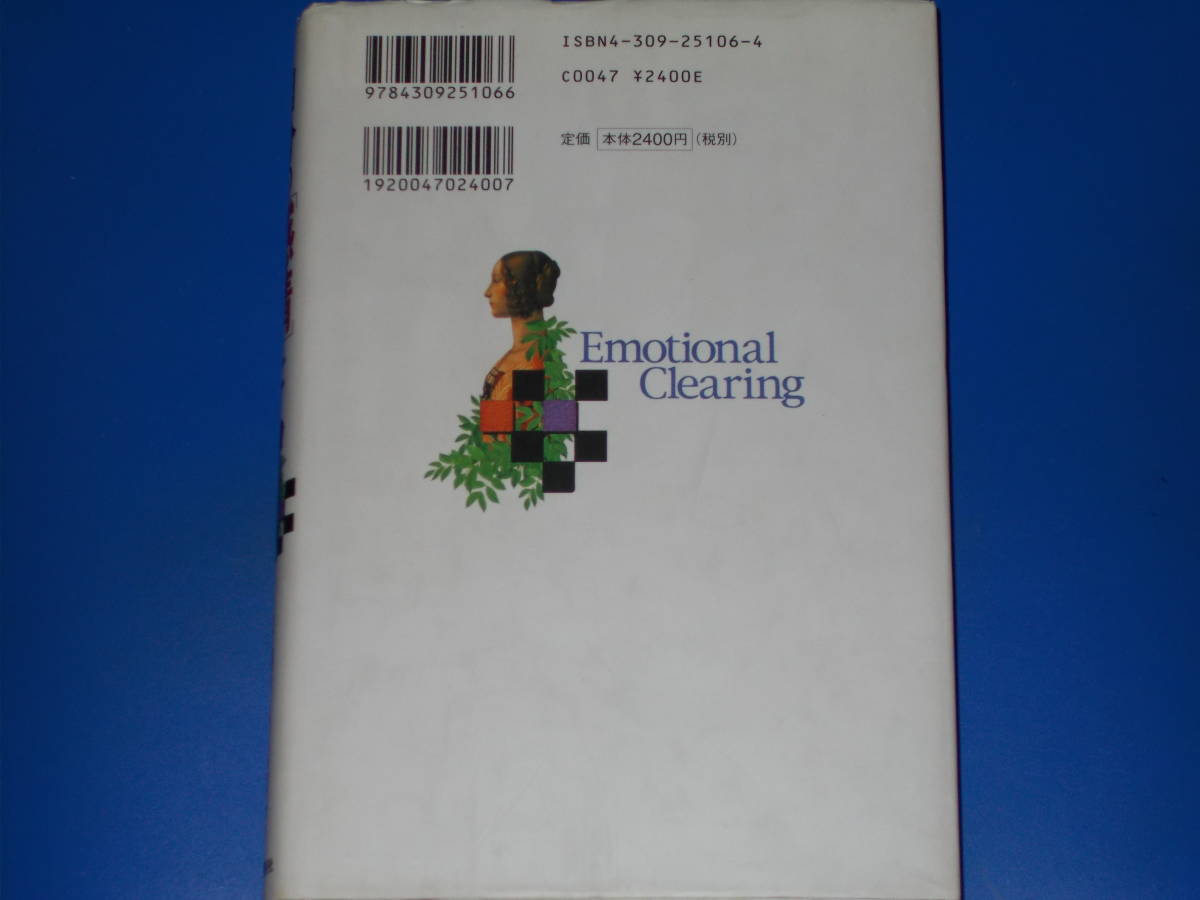 ISBN4-309-25106-4
C0047 ¥2400E
9784309251066
定価 本体2400円 (税別)
1920047024007
Emotional
Clearing